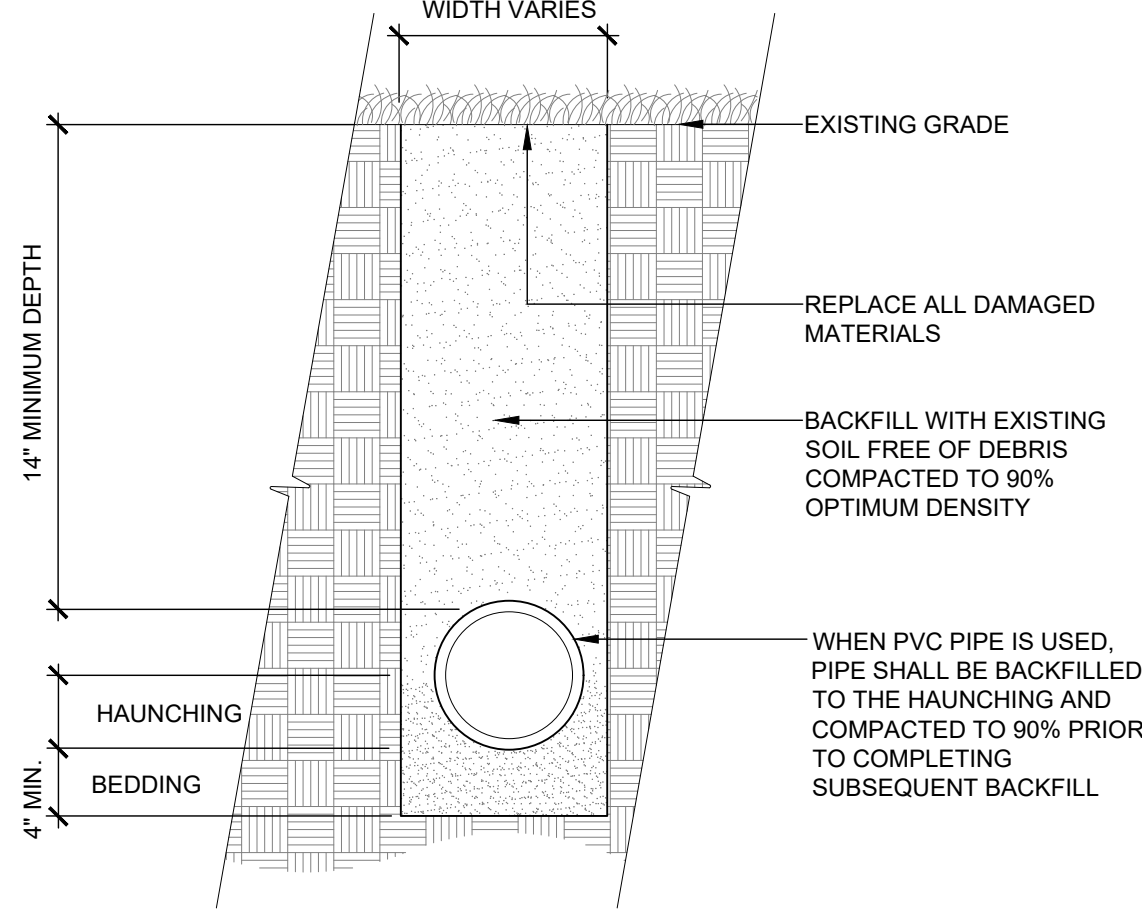 WIDTH VARIES
EXISTING GRADE
14" MINIMUM DEPTH
REPLACE ALL DAMAGED
MATERIALS
BACKFILL WITH EXISTING
SOIL FREE OF DEBRIS
COMPACTED TO 90%
OPTIMUM DENSITY
WHEN PVC PIPE IS USED,
PIPE SHALL BE BACKFILLED
TO THE HAUNCHING AND
COMPACTED TO 90% PRIOR
TO COMPLETING
SUBSEQUENT BACKFILL
HAUNCHING
BEDDING
4" MIN.